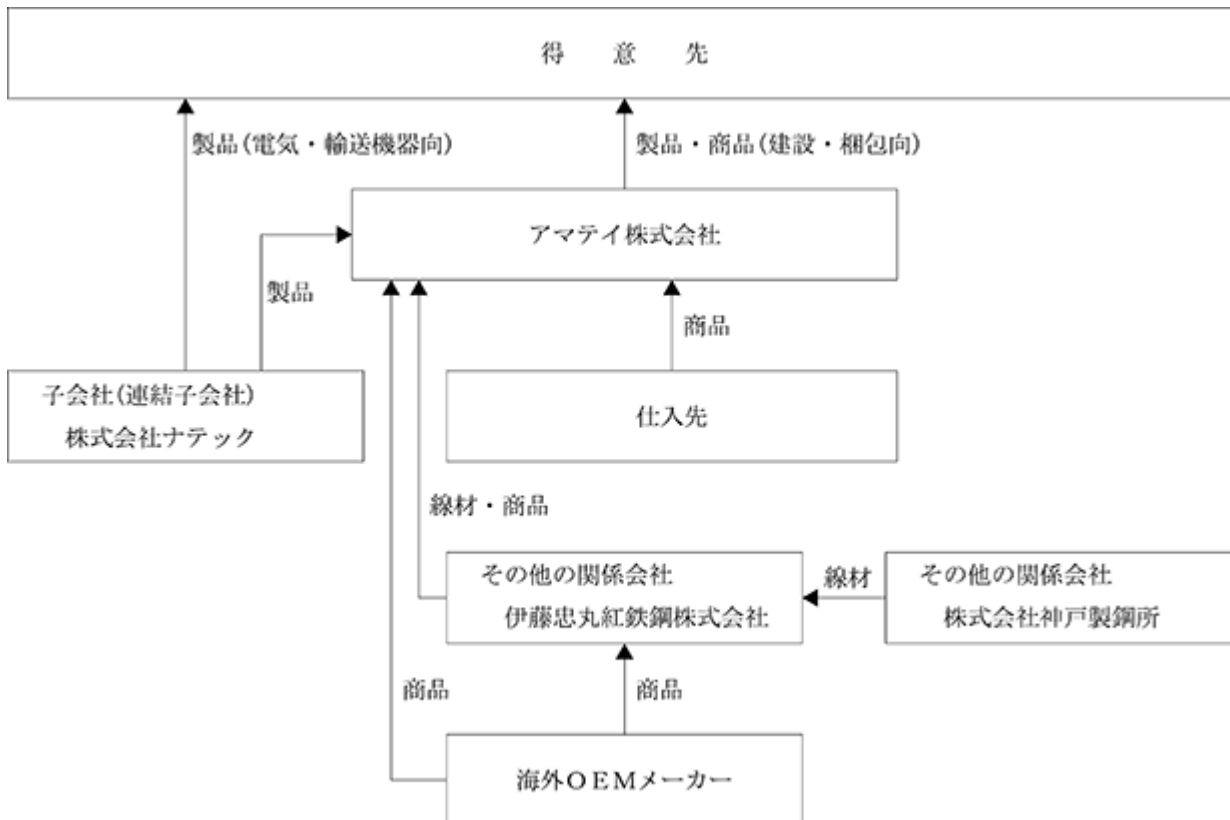 得 意 先
製品(電気・輸送機器向)
製品・商品(建設・梱包向)
アマテイ株式会社
製品
商品
子会社(連結子会社)
株式会社ナテック
仕入先
線材・商品
その他の関係会社
伊藤忠丸紅鉄鋼株式会社
線材
その他の関係会社
株式会社神戸製鋼所
商品
商品
海外OEMメーカー